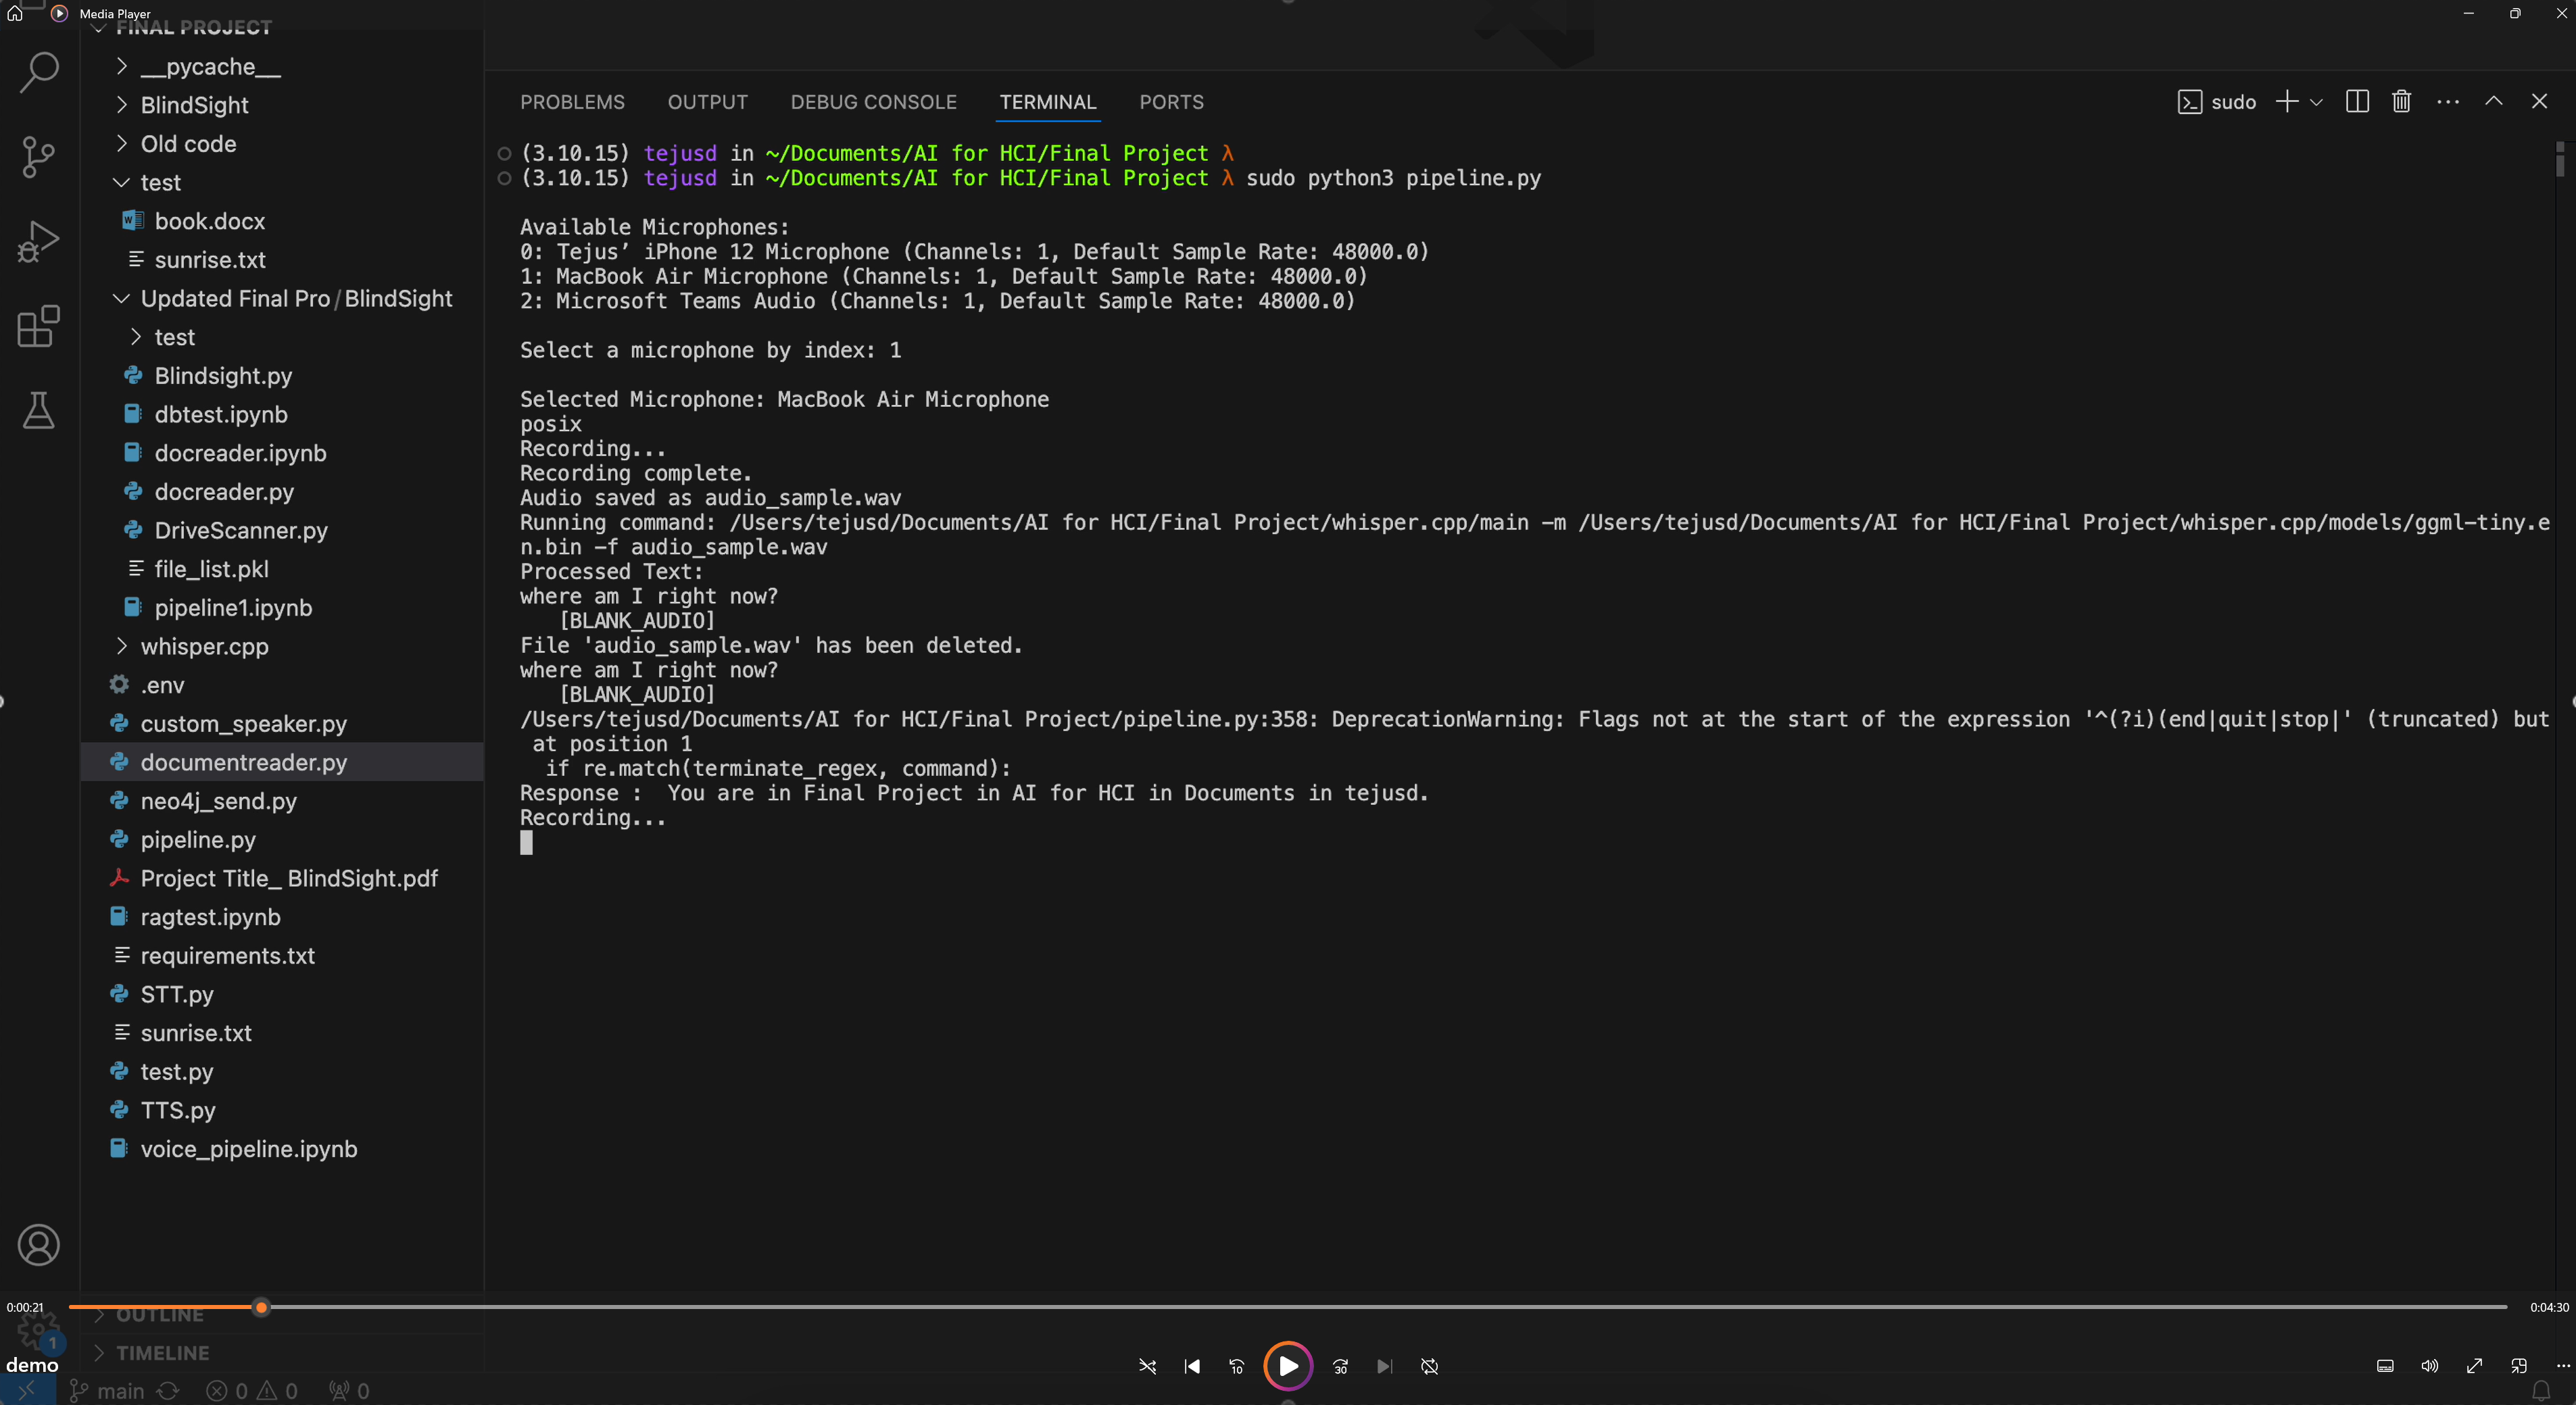 Media Player
FINAL PROJECT
__pycache__
BlindSight
Old code
test
book.docx
sunrise.txt
Updated Final Pro/BlindSight
test
Blindsight.py
dbtest.ipynb
docreader.ipynb
docreader.py
DriveScanner.py
file_list.pkl
pipeline1.ipynb
whisper.cpp
.env
custom_speaker.py
documentreader.py
neo4j_send.py
pipeline.py
Project Title_ BlindSight.pdf
ragtest.ipynb
requirements.txt
STT.py
sunrise.txt
test.py
TTS.py
voice_pipeline.ipynb
PROBLEMS OUTPUT DEBUG CONSOLE TERMINAL PORTS
sudo
(3.10.15) tejusd in ~/Documents/AI for HCI/Final Project λ
(3.10.15) tejusd in ~/Documents/AI for HCI/Final Project λ sudo python3 pipeline.py
Available Microphones:
0: Tejus’ iPhone 12 Microphone (Channels: 1, Default Sample Rate: 48000.0)
1: MacBook Air Microphone (Channels: 1, Default Sample Rate: 48000.0)
2: Microsoft Teams Audio (Channels: 1, Default Sample Rate: 48000.0)
Select a microphone by index: 1
Selected Microphone: MacBook Air Microphone
posix
Recording...
Recording complete.
Audio saved as audio_sample.wav
Running command: /Users/tejusd/Documents/AI for HCI/Final Project/whisper.cpp/main -m /Users/tejusd/Documents/AI for HCI/Final Project/whisper.cpp/models/ggml-tiny.e
n.bin -f audio_sample.wav
Processed Text:
where am I right now?
[BLANK_AUDIO]
File 'audio_sample.wav' has been deleted.
where am I right now?
[BLANK_AUDIO]
/Users/tejusd/Documents/AI for HCI/Final Project/pipeline.py:358: DeprecationWarning: Flags not at the start of the expression '^(?i)(end|quit|stop|' (truncated) but
at position 1
if re.match(terminate_regex, command):
Response :  You are in Final Project in AI for HCI in Documents in tejusd.
Recording...
0:00:21
0:04:30
OUTLINE
1
TIMELINE
demo
10
30
main
0
0
0